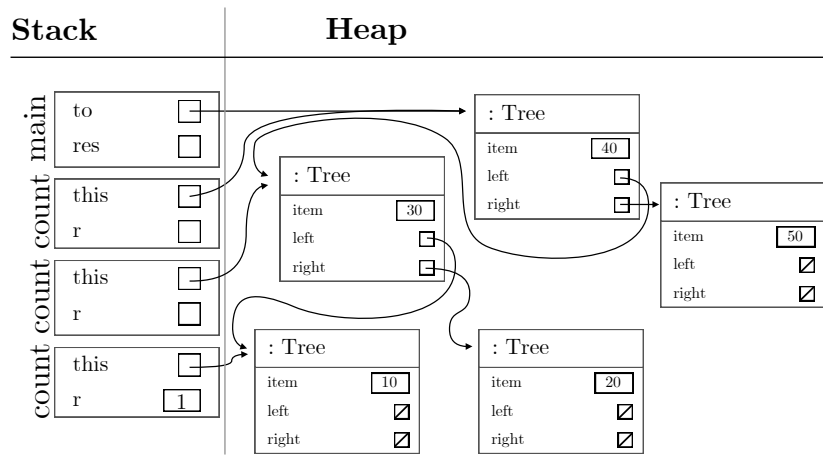 Stack
Heap
main
to
res
count
this
r
count
this
r
count
this
r 1
: Tree
item 40
left
right
: Tree
item 30
left
right
: Tree
item 50
left
right
: Tree
item 10
left
right
: Tree
item 20
left
right